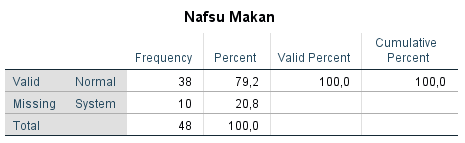 Nafsu Makan
Frequency Percent Valid Percent Cumulative Percent
Valid Normal 38 79,2 100,0 100,0
Missing System 10 20,8
Total 48 100,0